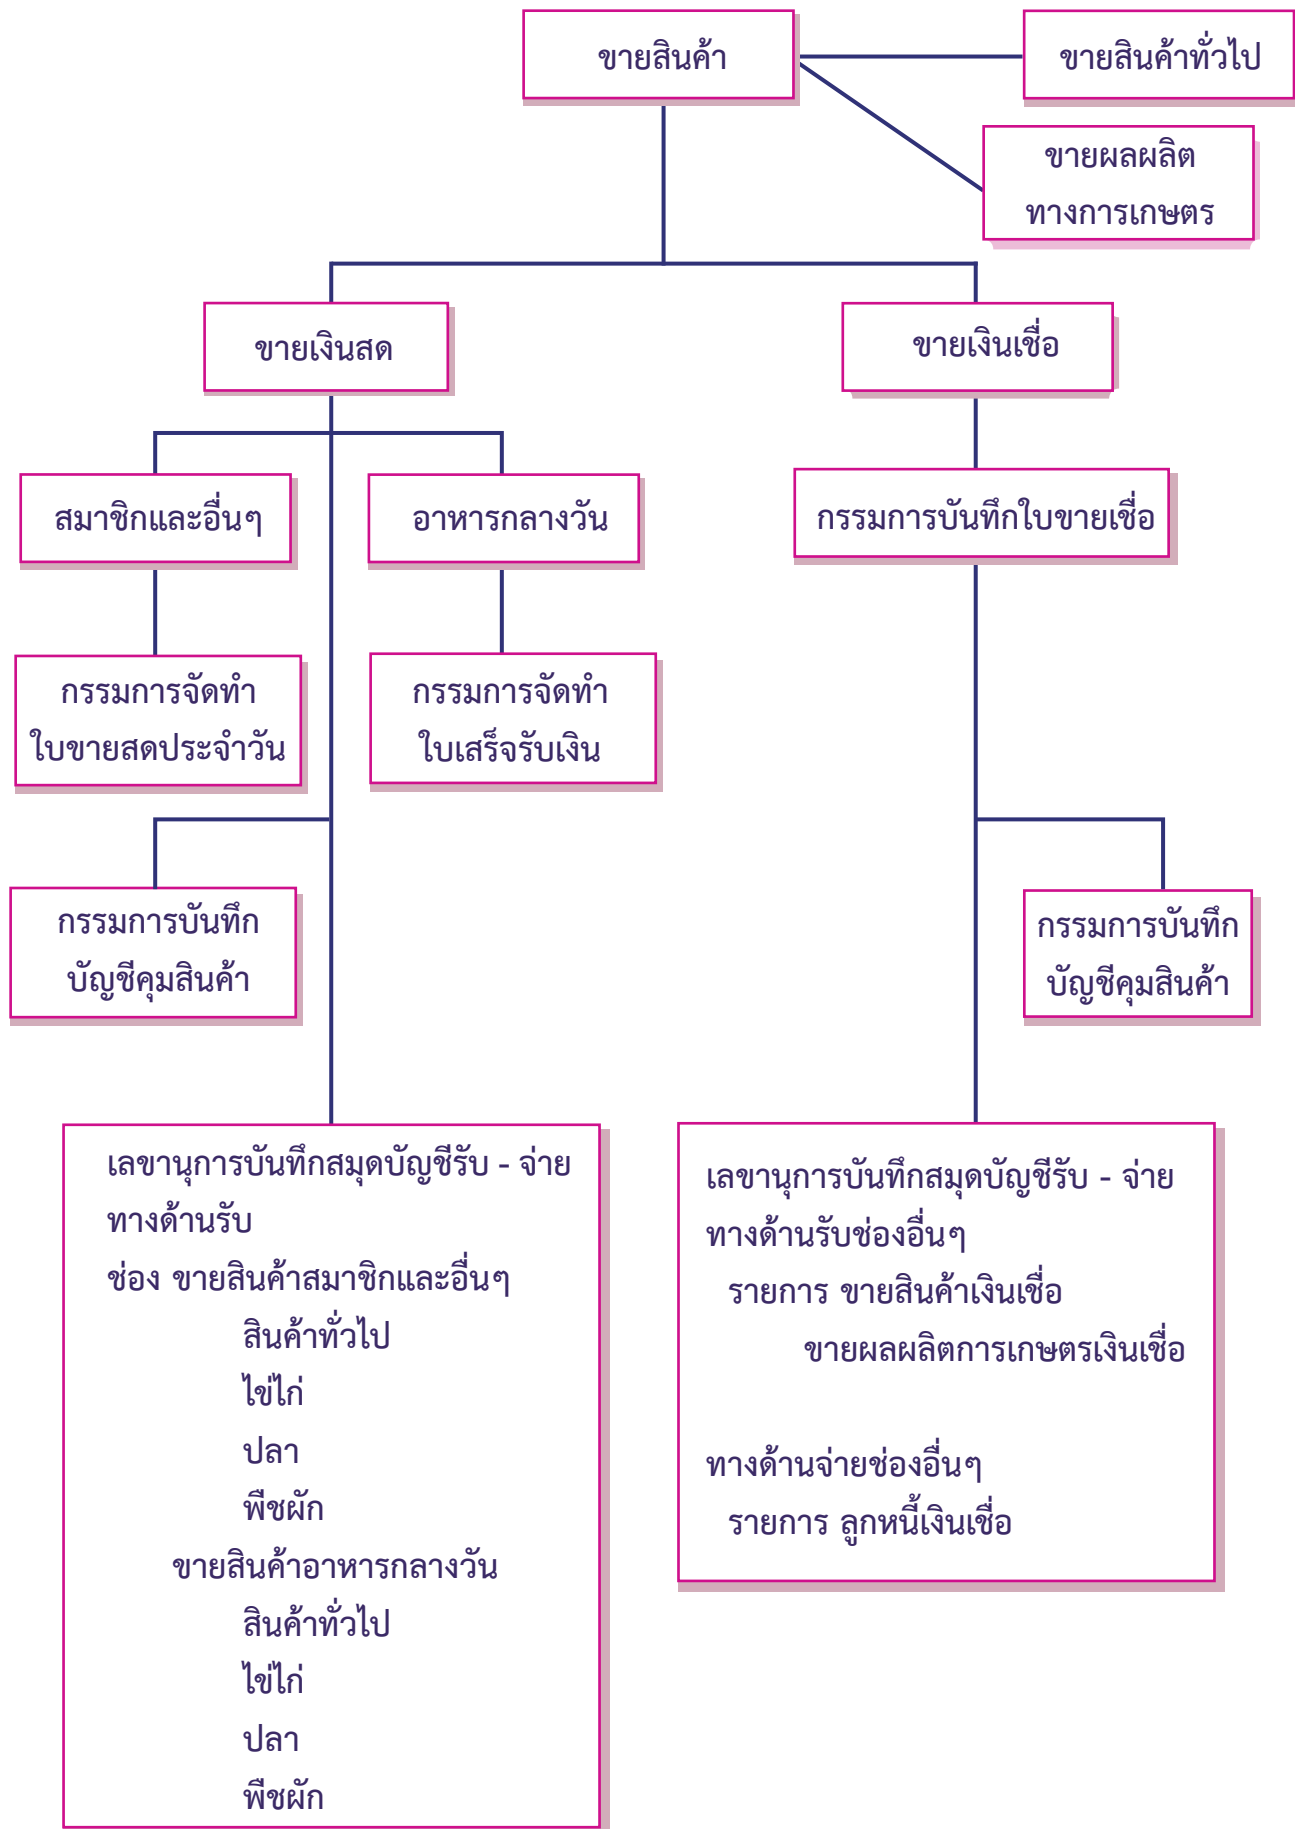 ขายสินค้า
ขายสินค้าทั่วไป
ขายผลผลิต
ทางการเกษตร
ขายเงินสด
ขายเงินเชื่อ
สมาชิกและอื่นๆ
อาหารกลางวัน
กรรมการบันทึกใบขายเชื่อ
กรรมการจัดทำ
ใบขายสดประจำวัน
กรรมการจัดทำ
ใบเสร็จรับเงิน
กรรมการบันทึก
บัญชีคุมสินค้า
กรรมการบันทึก
บัญชีคุมสินค้า
เลขานุการบันทึกสมุดบัญชีรับ - จ่าย
ทางด้านรับ
ช่อง ขายสินค้าสมาชิกและอื่นๆ
สินค้าทั่วไป
ไข่ไก่
ปลา
พืชผัก
ขายสินค้าอาหารกลางวัน
สินค้าทั่วไป
ไข่ไก่
ปลา
พืชผัก
เลขานุการบันทึกสมุดบัญชีรับ - จ่าย
ทางด้านรับช่องอื่นๆ
รายการ ขายสินค้าเงินเชื่อ
ขายผลผลิตการเกษตรเงินเชื่อ
ทางด้านจ่ายช่องอื่นๆ
รายการ ลูกหนี้เงินเชื่อ